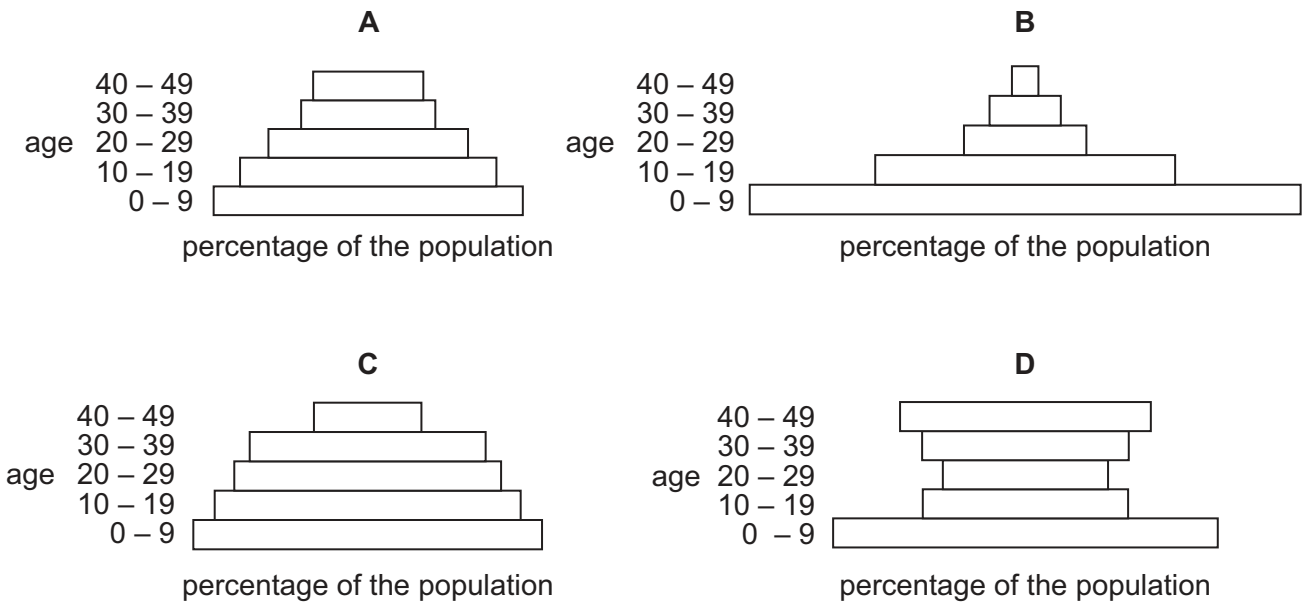 A
40 – 49
30 – 39
age 20 – 29
10 – 19
0 – 9
percentage of the population
B
40 – 49
30 – 39
age 20 – 29
10 – 19
0 – 9
percentage of the population
C
40 – 49
30 – 39
age 20 – 29
10 – 19
0 – 9
percentage of the population
D
40 – 49
30 – 39
age 20 – 29
10 – 19
0 – 9
percentage of the population